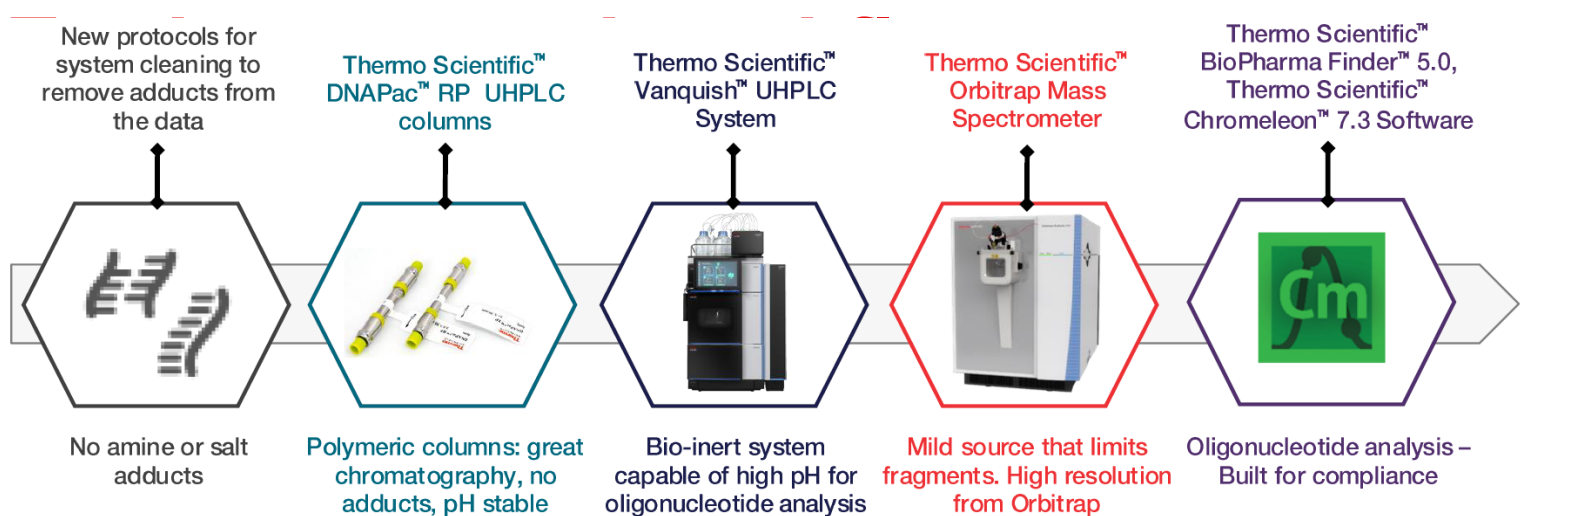 New protocols for
system cleaning to
remove adducts from
the data
Thermo Scientific™
DNAPac™ RP UHPLC
columns
Thermo Scientific™
Vanquish™ UHPLC
System
Thermo Scientific™
Orbitrap Mass
Spectrometer
Thermo Scientific™
BioPharma Finder™ 5.0,
Thermo Scientific™
Chromeleon™ 7.3 Software
Cm
No amine or salt
adducts
Polymeric columns: great
chromatography, no
adducts, pH stable
Bio-inert system
capable of high pH for
oligonucleotide analysis
Mild source that limits
fragments. High resolution
from Orbitrap
Oligonucleotide analysis –
Built for compliance